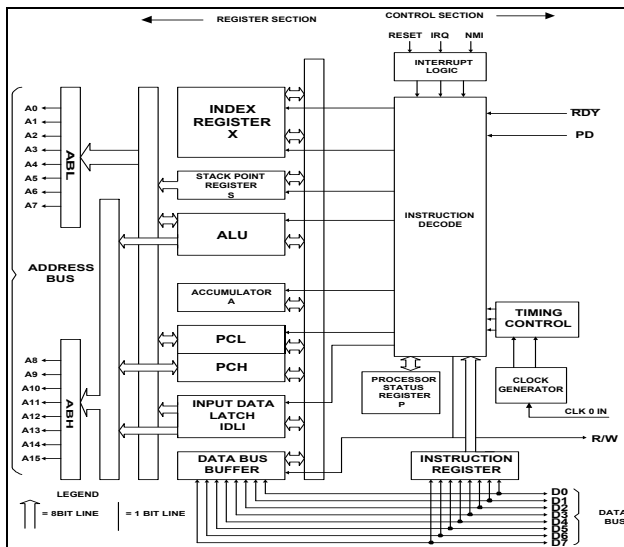 REGISTER SECTION
CONTROL SECTION
RESET IRQ NMI
INTERRUPT
LOGIC
A0
A1
A2
A3
A4
A5
A6
A7
ABL
INDEX
REGISTER
X
RDY
PD
STACK POINT
REGISTER
S
INSTRUCTION
DECODE
ALU
ADDRESS
BUS
ACCUMULATOR
A
TIMING
CONTROL
PCL
PCH
A8
A9
A10
A11
A12
A13
A14
A15
ABH
PROCESSOR
STATUS
REGISTER
P
CLOCK
GENERATOR
CLK 0 IN
INPUT DATA
LATCH
IDLI
R/W
DATA BUS
BUFFER
INSTRUCTION
REGISTER
LEGEND
= 8BIT LINE
= 1 BIT LINE
D0
D1
D2
D3
D4
D5
D6
D7
DATA
BUS